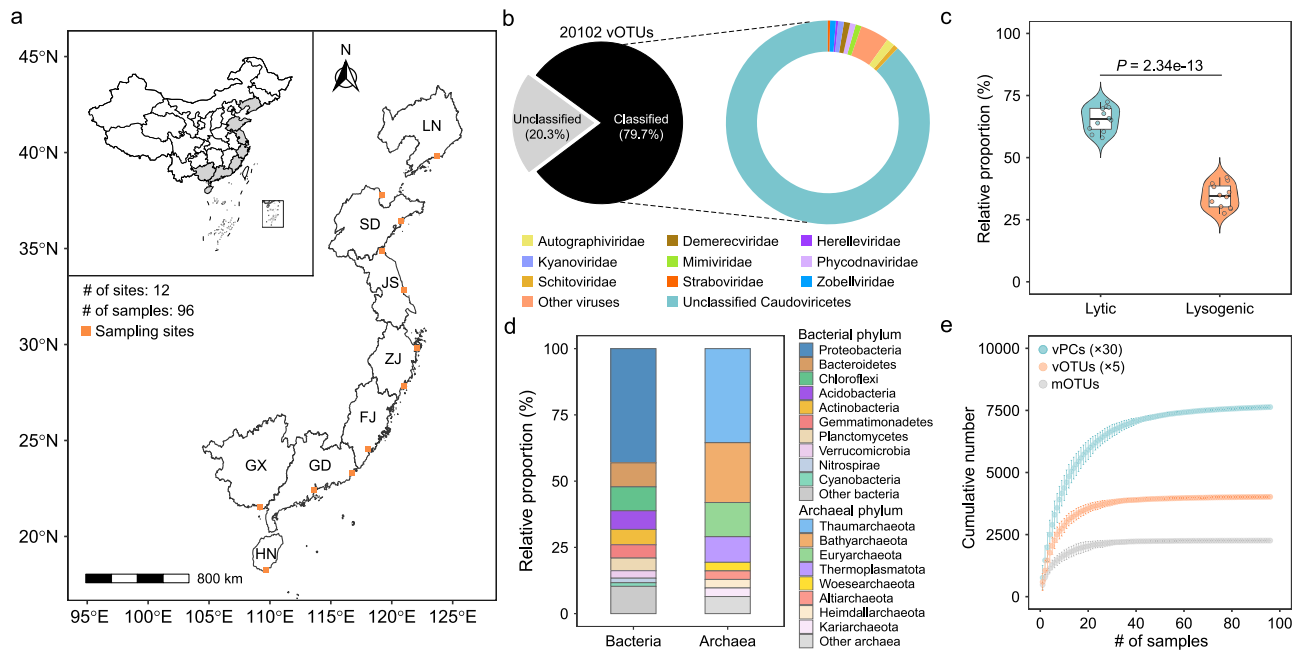 a
45°N
40°N
35°N
30°N
25°N
20°N
N
LN
SD
JS
ZJ
FJ
GX
GD
HN
# of sites: 12
# of samples: 96
Sampling sites
800 km
95°E
100°E
105°E
110°E
115°E
120°E
125°E
b
20102 vOTUs
Unclassified
(20.3%)
Classified
(79.7%)
Autographiviridae
Demerecviridae
Herelleviridae
Kyanoviridae
Mimiviridae
Phycodnaviridae
Schitoviridae
Straboviridae
Zobellviridae
Other viruses
Unclassified Caudoviricetes
c
P = 2.34e-13
Relative proportion (%)
100
75
50
25
0
Lytic
Lysogenic
d
Relative proportion (%)
100
75
50
25
0
Bacteria
Archaea
Bacterial phylum
Proteobacteria
Bacteroidetes
Chloroflexi
Acidobacteria
Actinobacteria
Gemmatimonadetes
Planctomycetes
Verrucomicrobia
Nitrospirae
Cyanobacteria
Other bacteria
Archaeal phylum
Thaumarchaeota
Bathyarchaeota
Euryarchaeota
Thermoplasmatota
Woesearchaeota
Altiarchaeota
Heimdallarchaeota
Kariarchaeota
Other archaea
e
vPCs (×30)
vOTUs (×5)
mOTUs
Cumulative number
10000
7500
5000
2500
0
0
20
40
60
80
100
# of samples